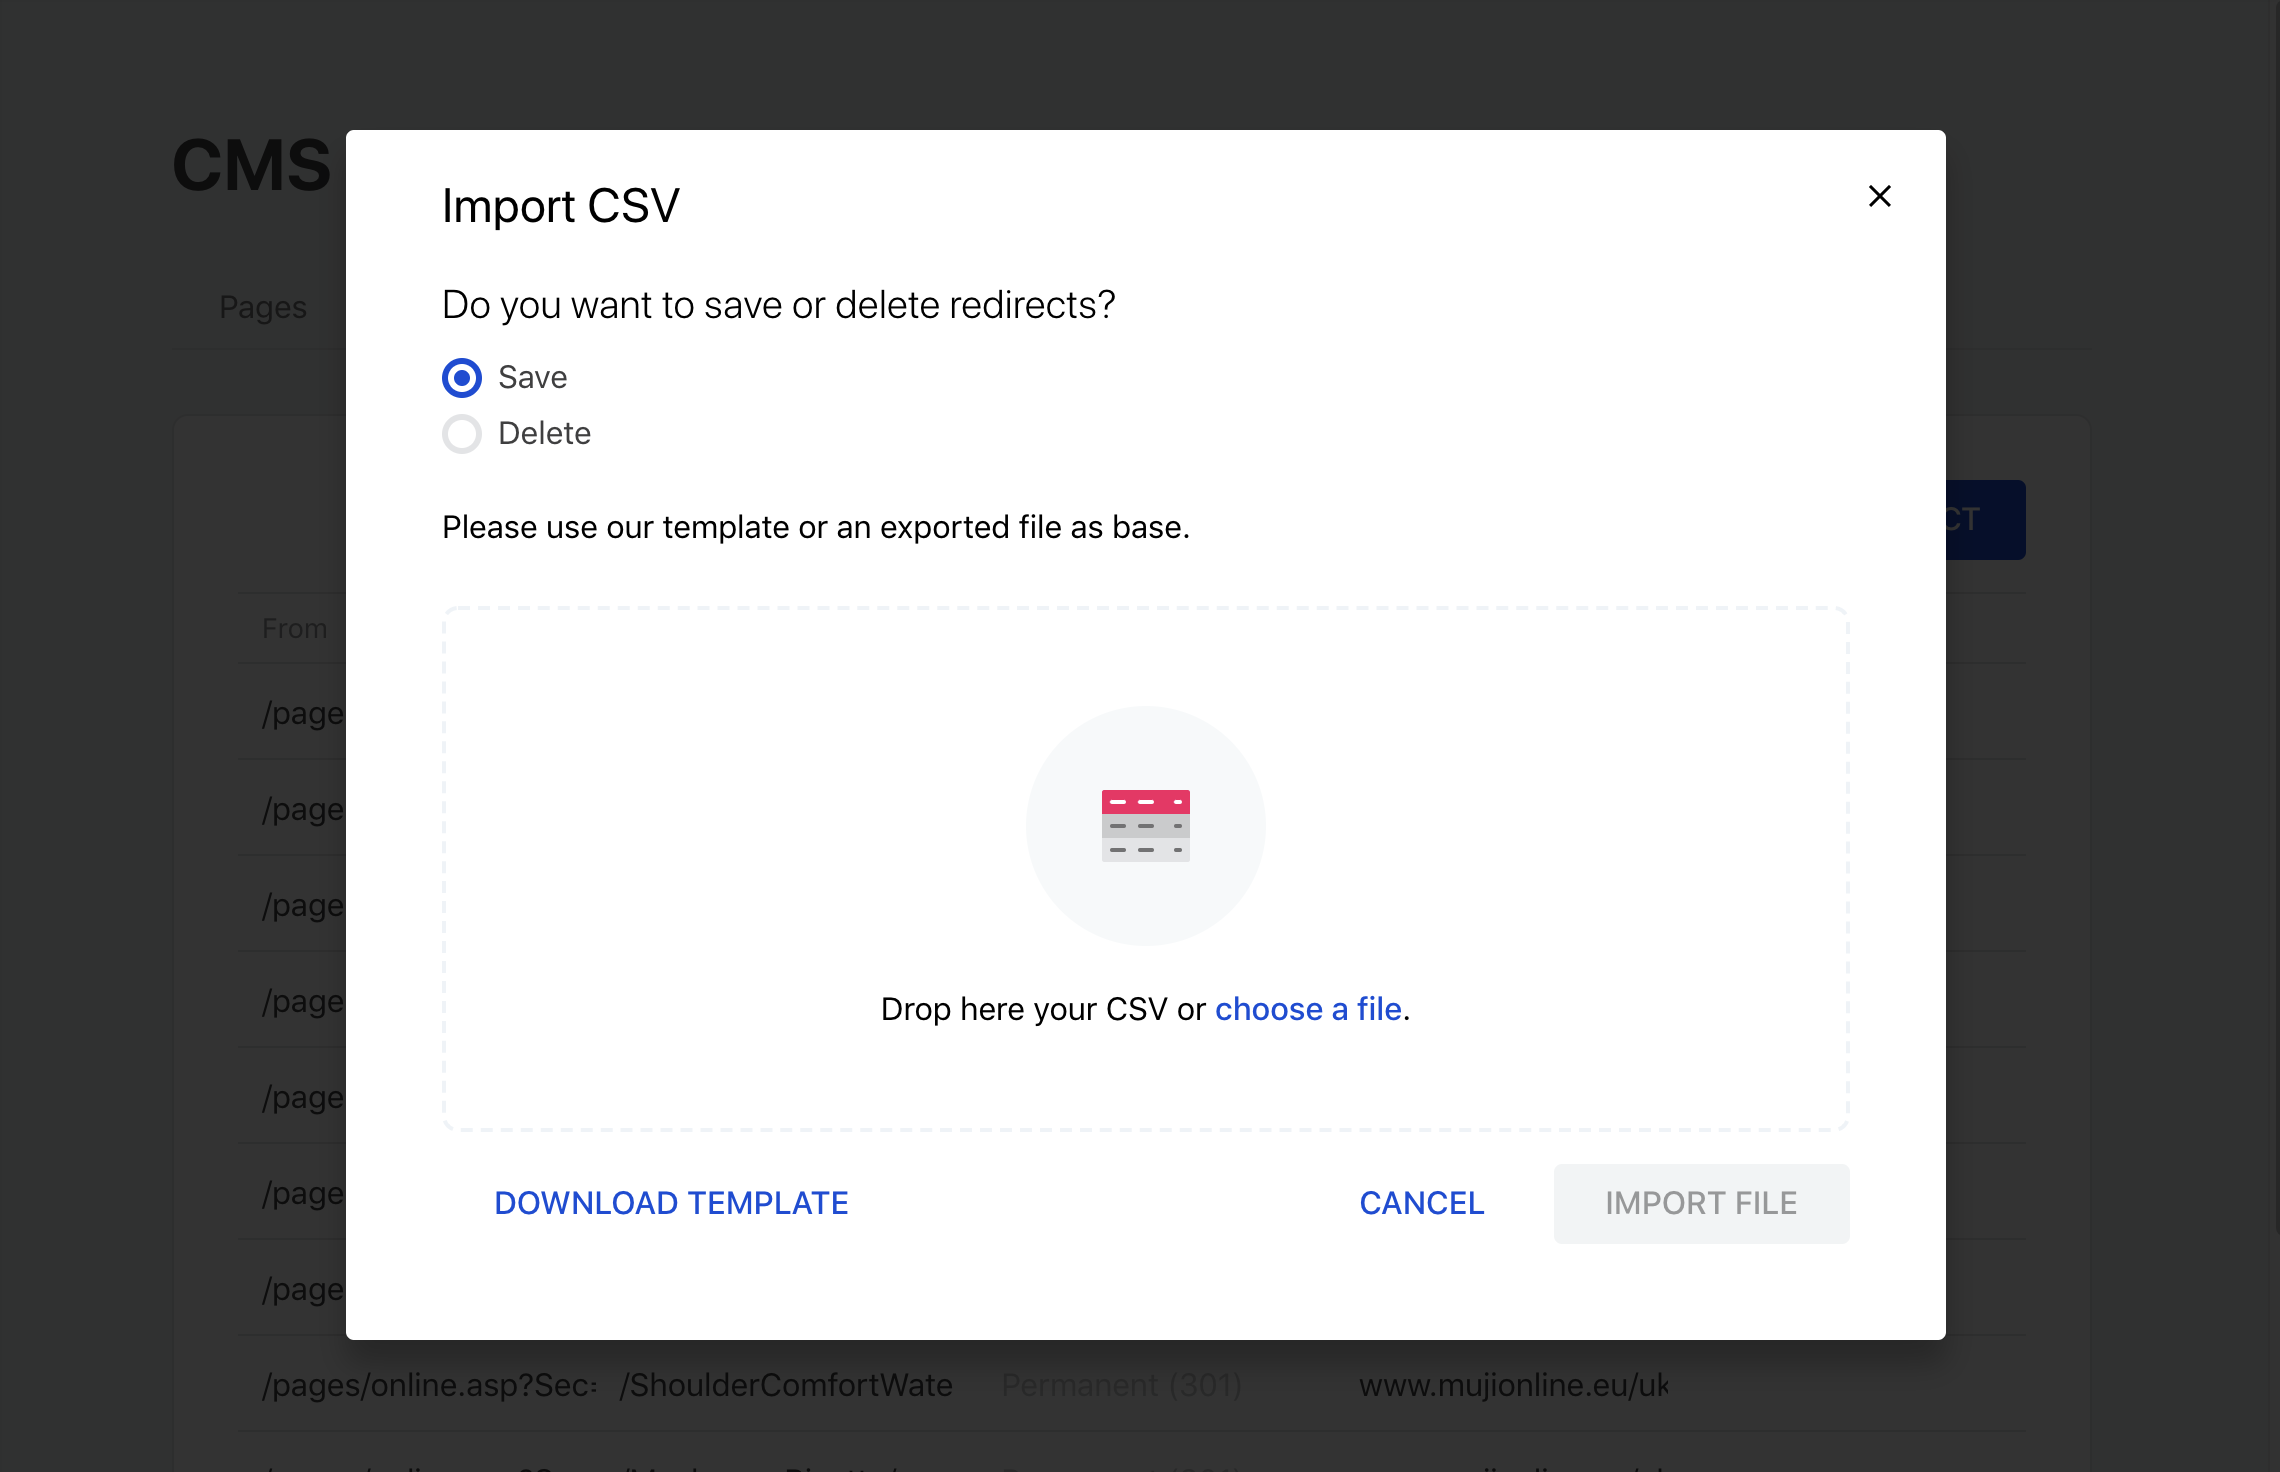 CMS
Import CSV
Do you want to save or delete redirects?
Pages
Save
Delete
CT
Please use our template or an exported file as base.
From
/page
/page
/page
/page
/page
/page
/page
Drop here your CSV or choose a file.
DOWNLOAD TEMPLATE
CANCEL
IMPORT FILE
/pages/online.asp?Sec: /ShoulderComfortWate Permanent (301) www.mujionline.eu/uk